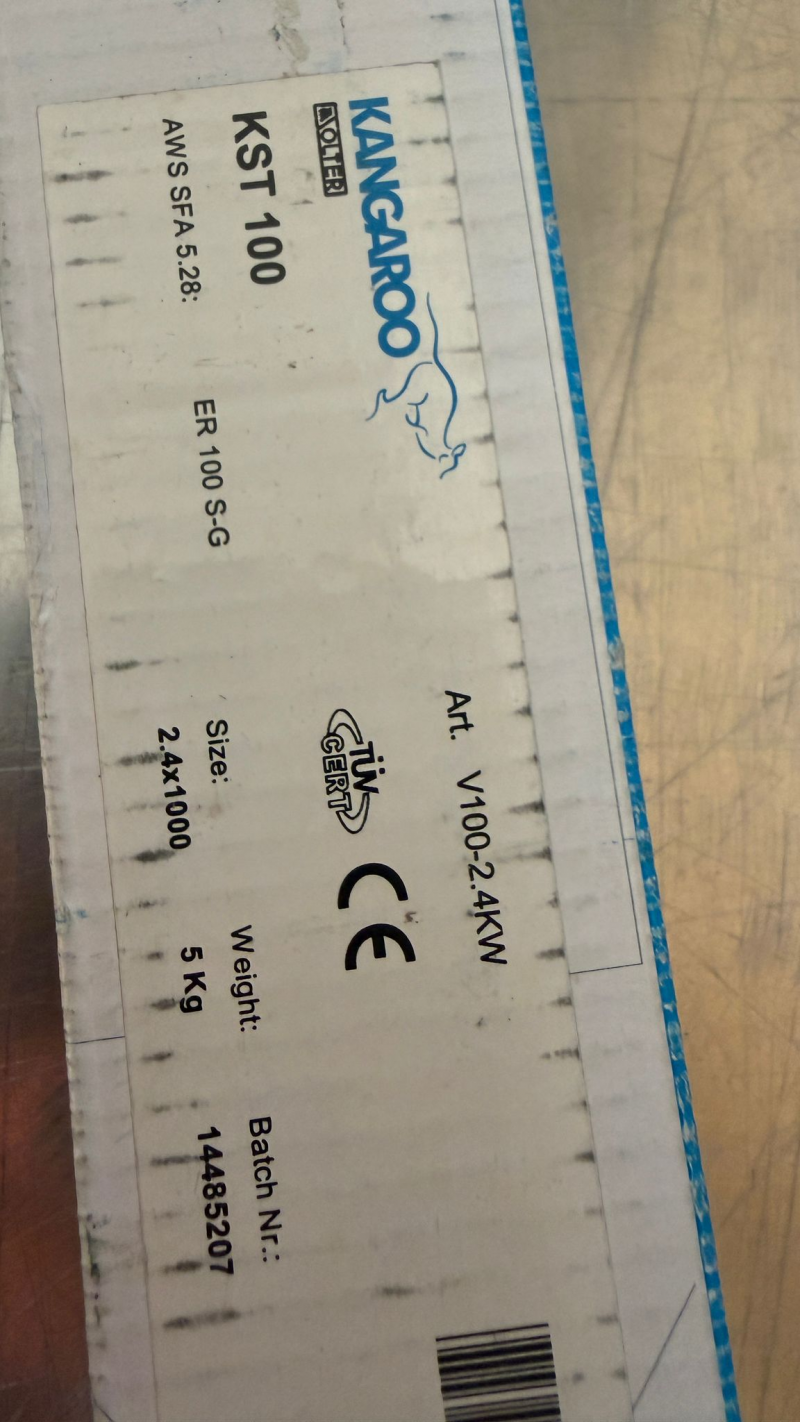 KANGAROO
SOLTER
KST 100
AWS SFA 5.28: ER 100 S-G
Art. V100-2.4KW
TÜV
CERT
CE
Size: Weight: Batch Nr.:
2.4x1000 5 Kg 14485207